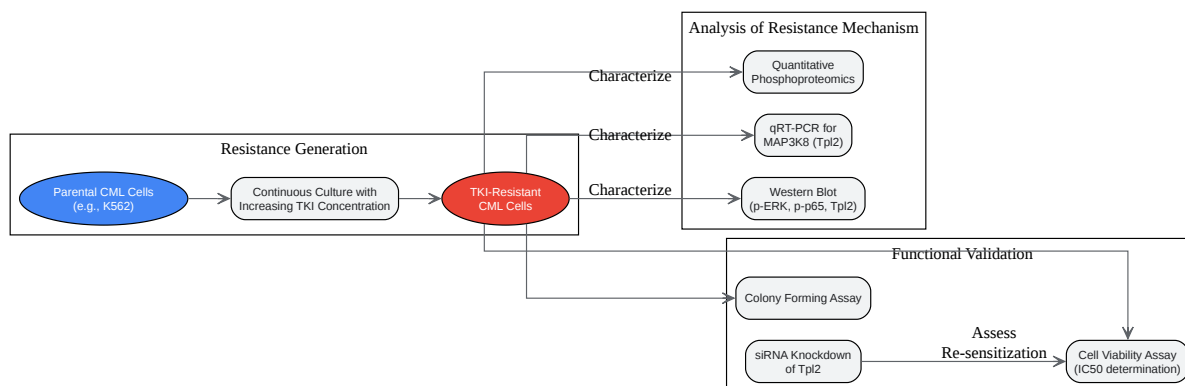 Analysis of Resistance Mechanism
Quantitative
Phosphoproteomics
Characterize
qRT-PCR for
MAP3K8 (Tpl2)
Characterize
Resistance Generation
Parental CML Cells
(e.g., K562)
Continuous Culture with
Increasing TKI Concentration
TKI-Resistant
CML Cells
Characterize
Western Blot
(p-ERK, p-p65, Tpl2)
Functional Validation
Colony Forming Assay
siRNA Knockdown
of Tpl2
Assess
Re-sensitization
Cell Viability Assay
(IC50 determination)